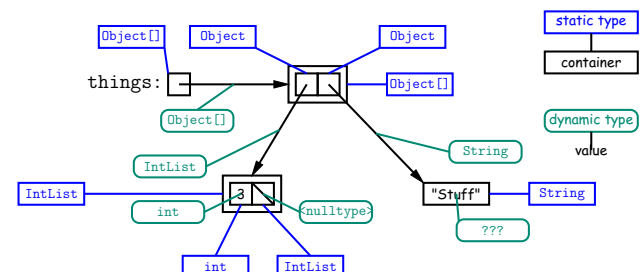 static type
Object[] Object Object
container
things:
Object[]
Object[]
dynamic type
value
String
IntList
IntList 3 "Stuff" String
int <nulltype>
???
int IntList